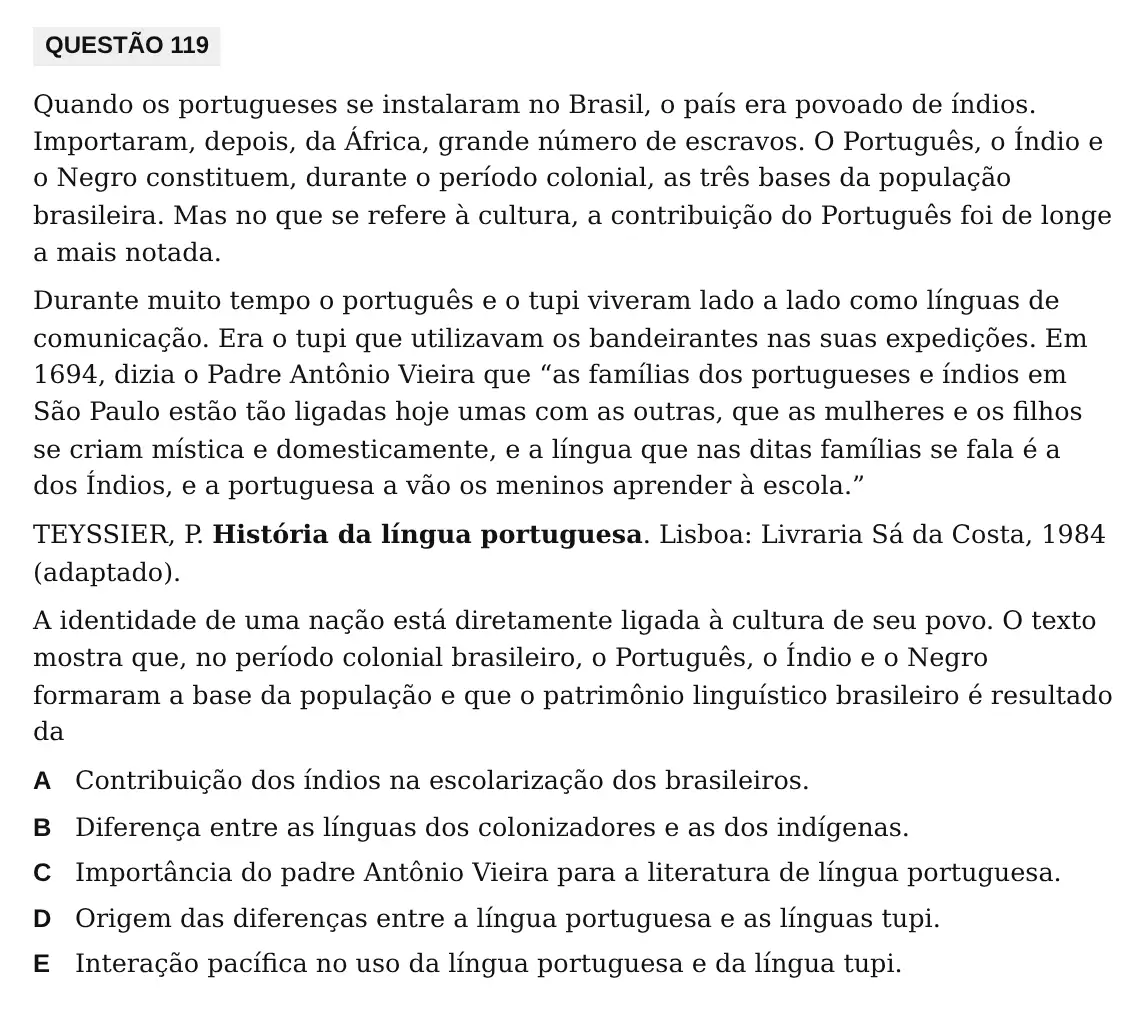 QUESTÃO 119
Quando os portugueses se instalaram no Brasil, o país era povoado de índios.
Importaram, depois, da África, grande número de escravos. O Português, o Índio e
o Negro constituem, durante o período colonial, as três bases da população
brasileira. Mas no que se refere à cultura, a contribuição do Português foi de longe
a mais notada.
Durante muito tempo o português e o tupi viveram lado a lado como línguas de
comunicação. Era o tupi que utilizavam os bandeirantes nas suas expedições. Em
1694, dizia o Padre Antônio Vieira que “as famílias dos portugueses e índios em
São Paulo estão tão ligadas hoje umas com as outras, que as mulheres e os filhos
se criam mística e domesticamente, e a língua que nas ditas famílias se fala é a
dos Índios, e a portuguesa a vão os meninos aprender à escola.”
TEYSSIER, P. História da língua portuguesa. Lisboa: Livraria Sá da Costa, 1984
(adaptado).
A identidade de uma nação está diretamente ligada à cultura de seu povo. O texto
mostra que, no período colonial brasileiro, o Português, o Índio e o Negro
formaram a base da população e que o patrimônio linguístico brasileiro é resultado
da
A Contribuição dos índios na escolarização dos brasileiros.
B Diferença entre as línguas dos colonizadores e as dos indígenas.
C Importância do padre Antônio Vieira para a literatura de língua portuguesa.
D Origem das diferenças entre a língua portuguesa e as línguas tupi.
E Interação pacífica no uso da língua portuguesa e da língua tupi.